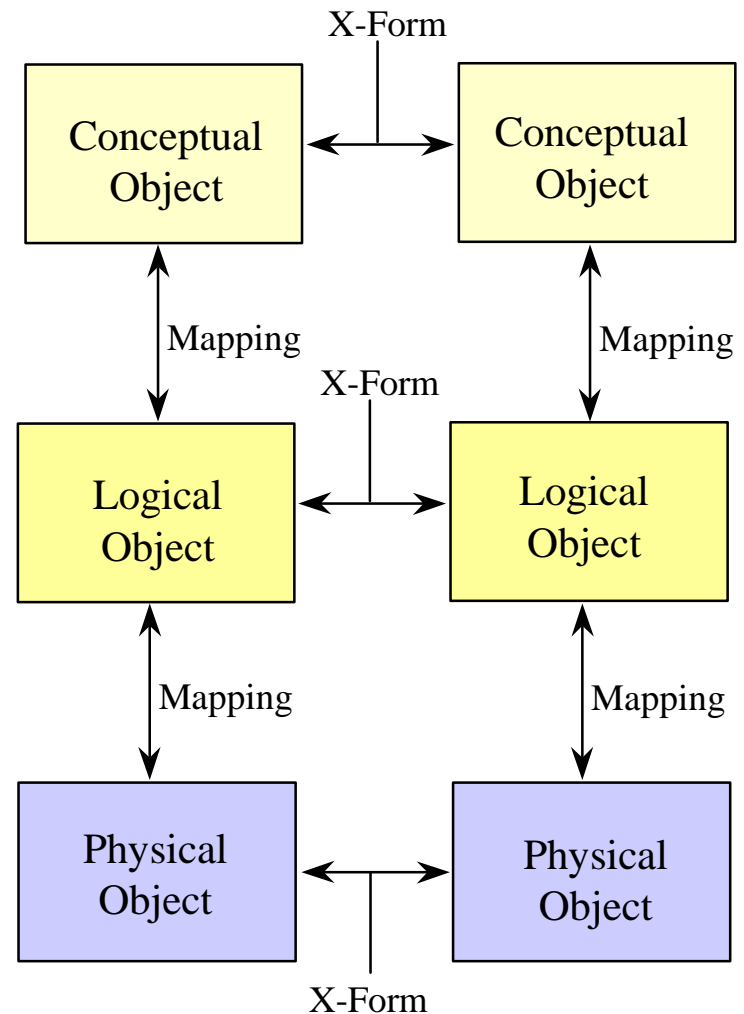 X-Form
Conceptual
Object
Conceptual
Object
Mapping
Mapping
X-Form
Logical
Object
Logical
Object
Mapping
Mapping
Physical
Object
Physical
Object
X-Form